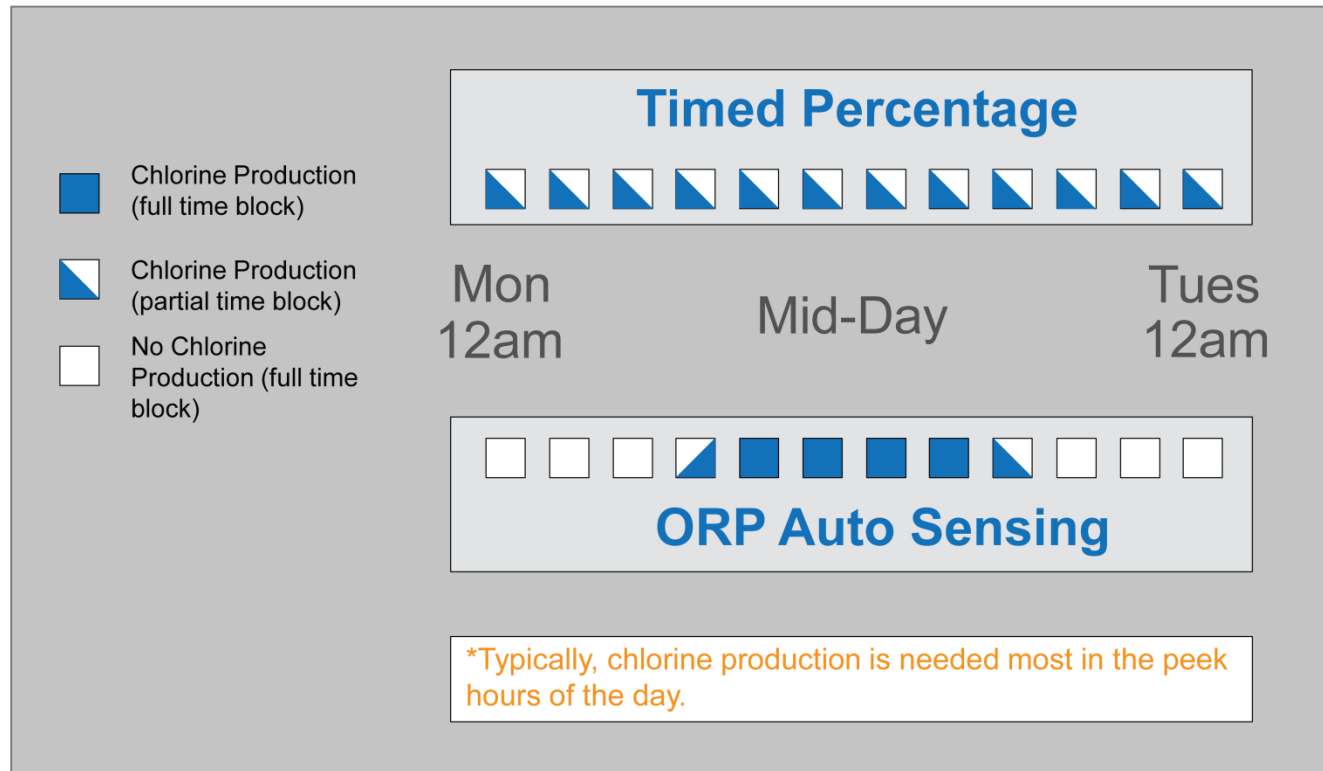 Timed Percentage
Chlorine Production
(full time block)
Chlorine Production
(partial time block)
No Chlorine
Production (full time
block)
Mon
12am
Mid-Day
Tues
12am
ORP Auto Sensing
*Typically, chlorine production is needed most in the peek
hours of the day.